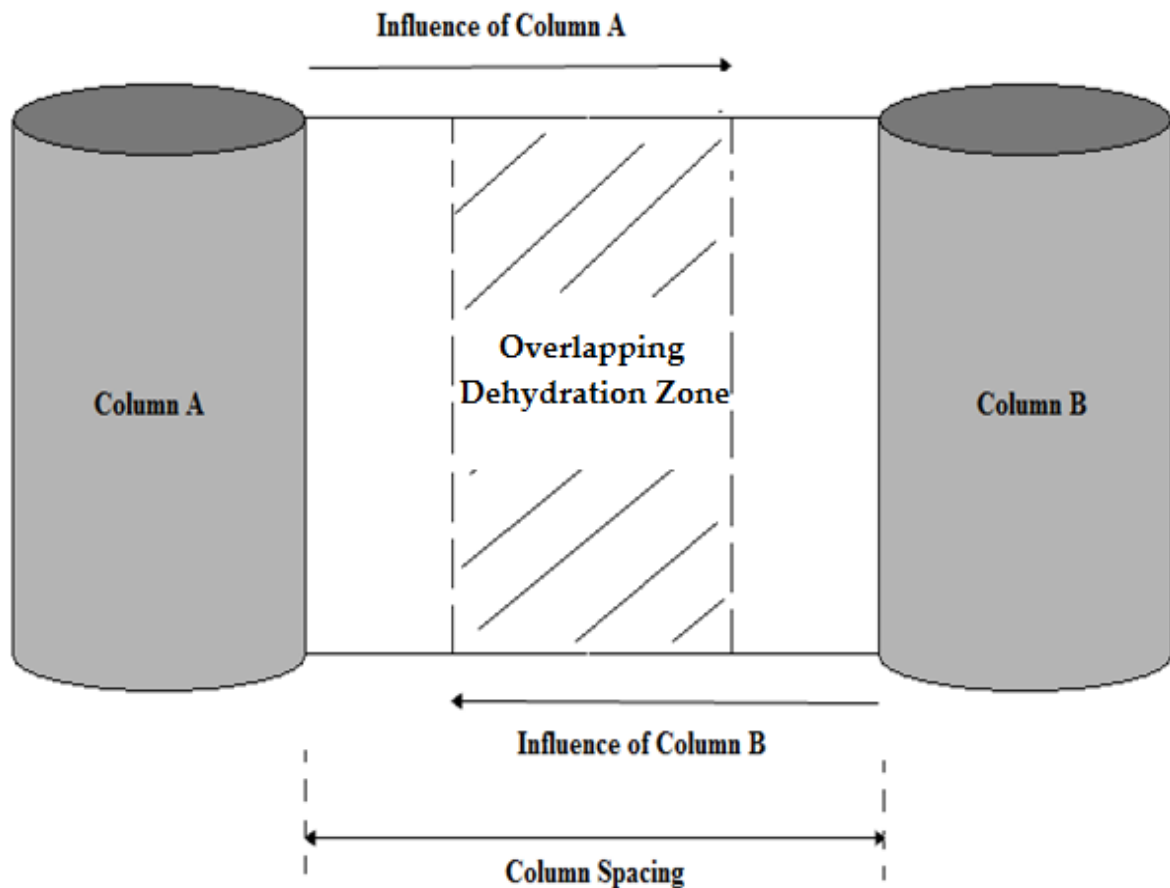 Influence of Column A
Overlapping
Dehydration Zone
Column A
Column B
Influence of Column B
Column Spacing